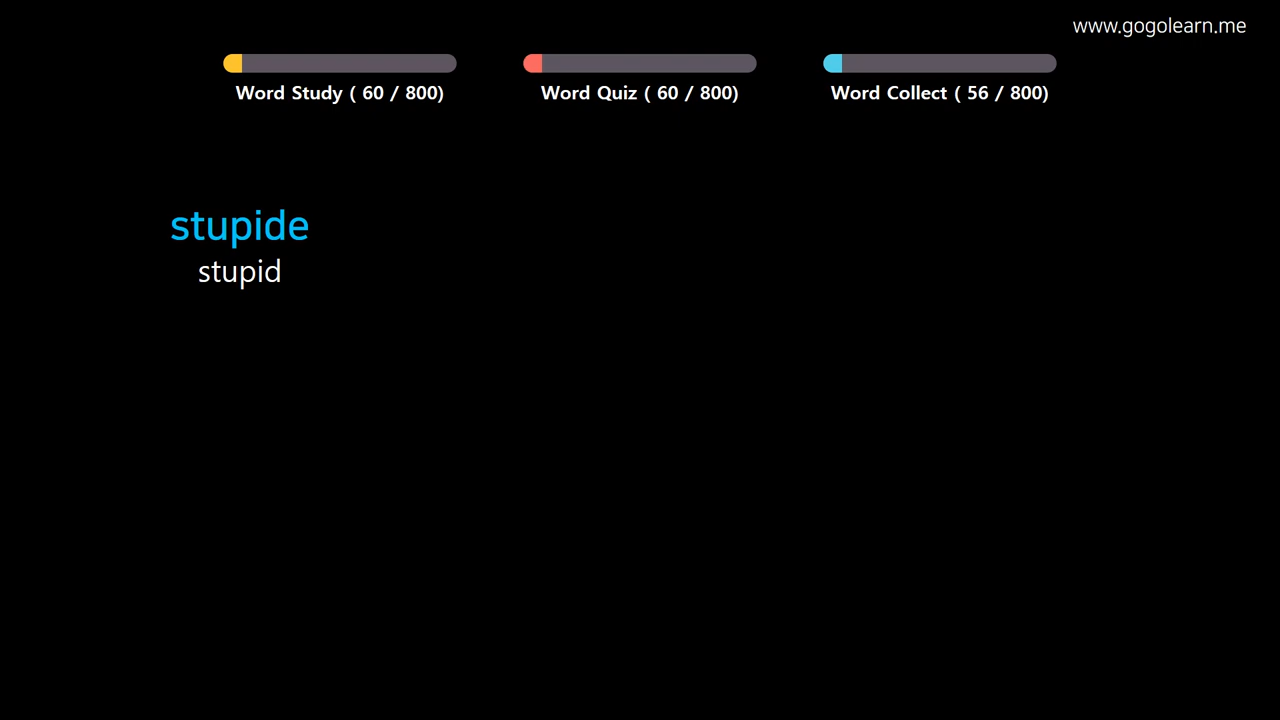 www.gogolearn.me
Word Study ( 60 / 800)
Word Quiz ( 60 / 800)
Word Collect ( 56 / 800)
stupide
stupid